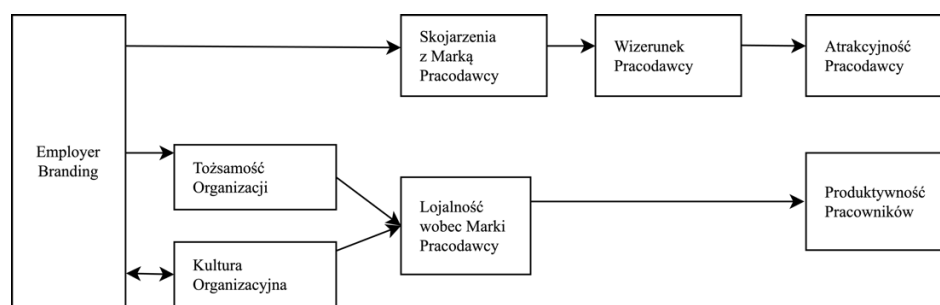 Skojarzenia
z Marką
Pracodawcy
Wizerunek
Pracodawcy
Atrakcyjność
Pracodawcy
Employer
Branding
Tożsamość
Organizacji
Lojalność
wobec Marki
Pracodawcy
Produktywność
Pracowników
Kultura
Organizacyjna